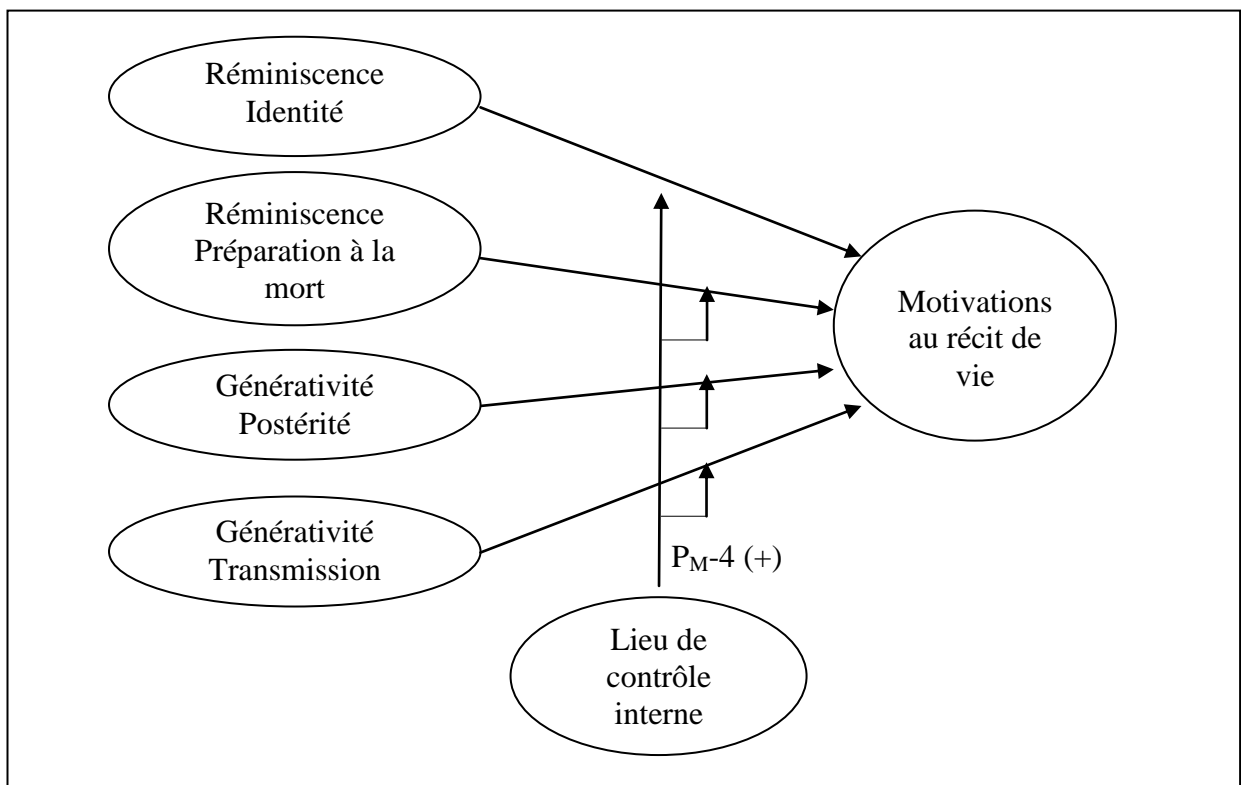 Réminiscence
Identité
Réminiscence
Préparation à la
mort
Générativité
Postérité
Générativité
Transmission
Motivations
au récit de
vie
P_M-4 (+)
Lieu de
contrôle
interne